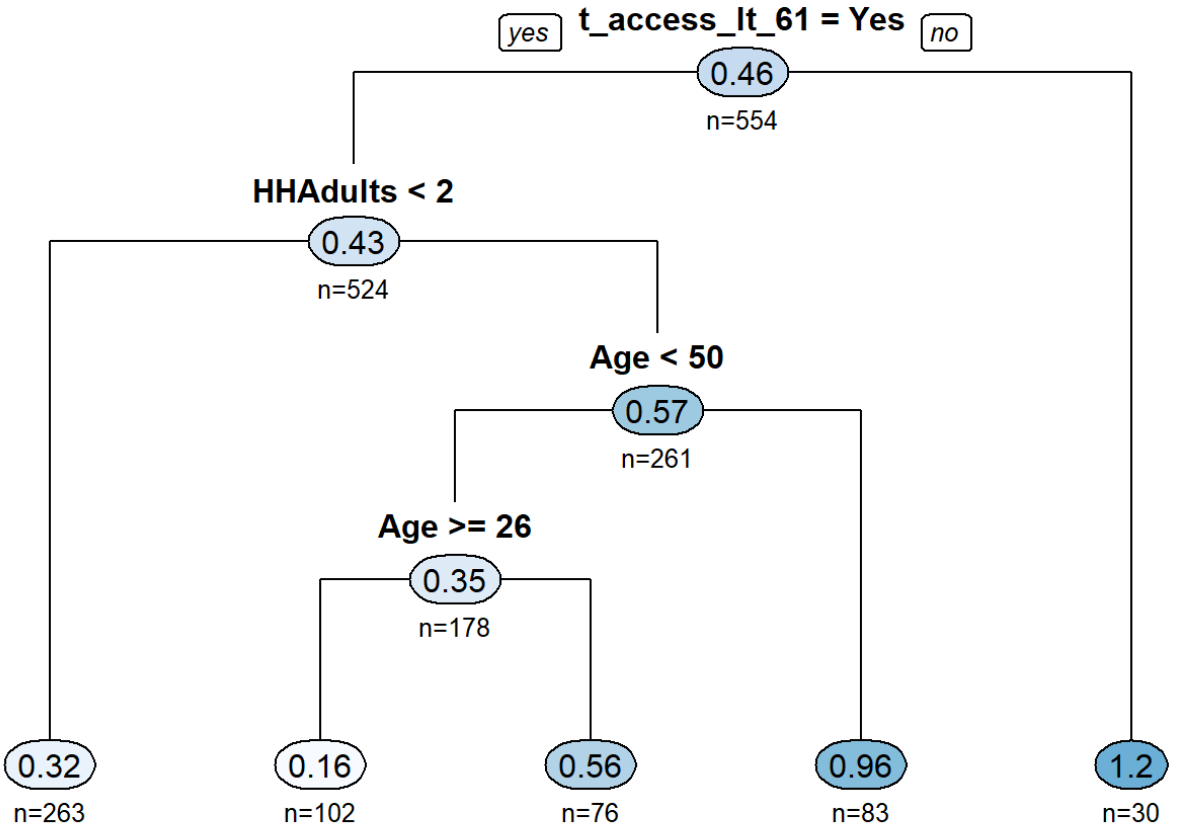 yes t_access_lt_61 = Yes no
0.46
n=554
HHAdults < 2
0.43
n=524
Age < 50
0.57
n=261
Age >= 26
0.35
n=178
0.32 0.16 0.56 0.96 1.2
n=263 n=102 n=76 n=83 n=30